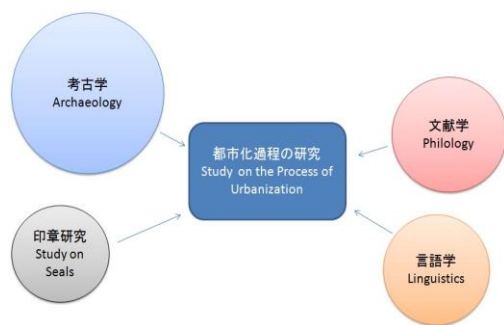 考古学
Archaeology
都市化過程の研究
Study on the Process of
Urbanization
文献学
Philology
印章研究
Study on
Seals
言語学
Linguistics